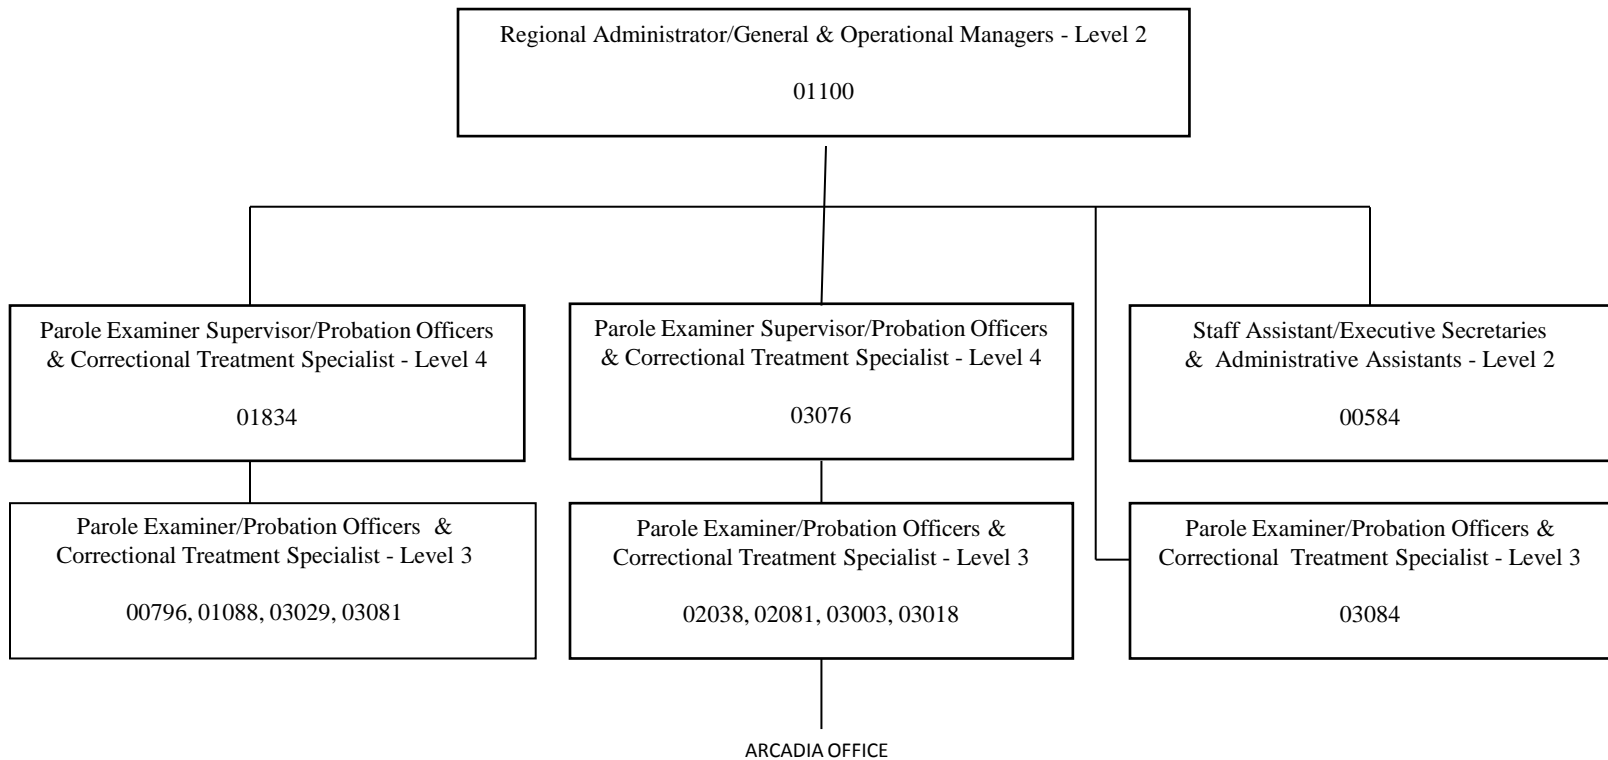 Regional Administrator/General & Operational Managers - Level 2
01100
Parole Examiner Supervisor/Probation Officers
& Correctional Treatment Specialist - Level 4
01834
Parole Examiner Supervisor/Probation Officers
& Correctional Treatment Specialist - Level 4
03076
Staff Assistant/Executive Secretaries
& Administrative Assistants - Level 2
00584
Parole Examiner/Probation Officers &
Correctional Treatment Specialist - Level 3
00796, 01088, 03029, 03081
Parole Examiner/Probation Officers &
Correctional Treatment Specialist - Level 3
02038, 02081, 03003, 03018
Parole Examiner/Probation Officers &
Correctional Treatment Specialist - Level 3
03084
ARCADIA OFFICE